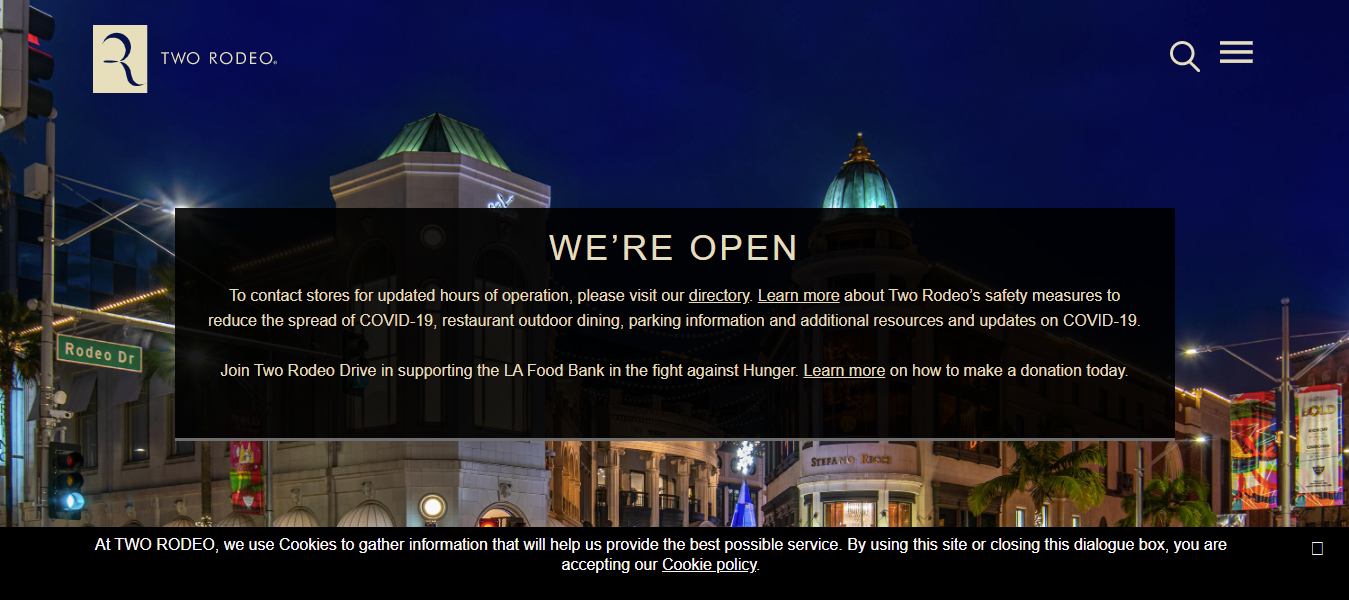 TWO RODEO®
WE’RE OPEN
To contact stores for updated hours of operation, please visit our directory. Learn more about Two Rodeo’s safety measures to
reduce the spread of COVID-19, restaurant outdoor dining, parking information and additional resources and updates on COVID-19.
Join Two Rodeo Drive in supporting the LA Food Bank in the fight against Hunger. Learn more on how to make a donation today.
Rodeo Dr
BOLD
STEFANO RICCI
At TWO RODEO, we use Cookies to gather information that will help us provide the best possible service. By using this site or closing this dialogue box, you are
accepting our Cookie policy.